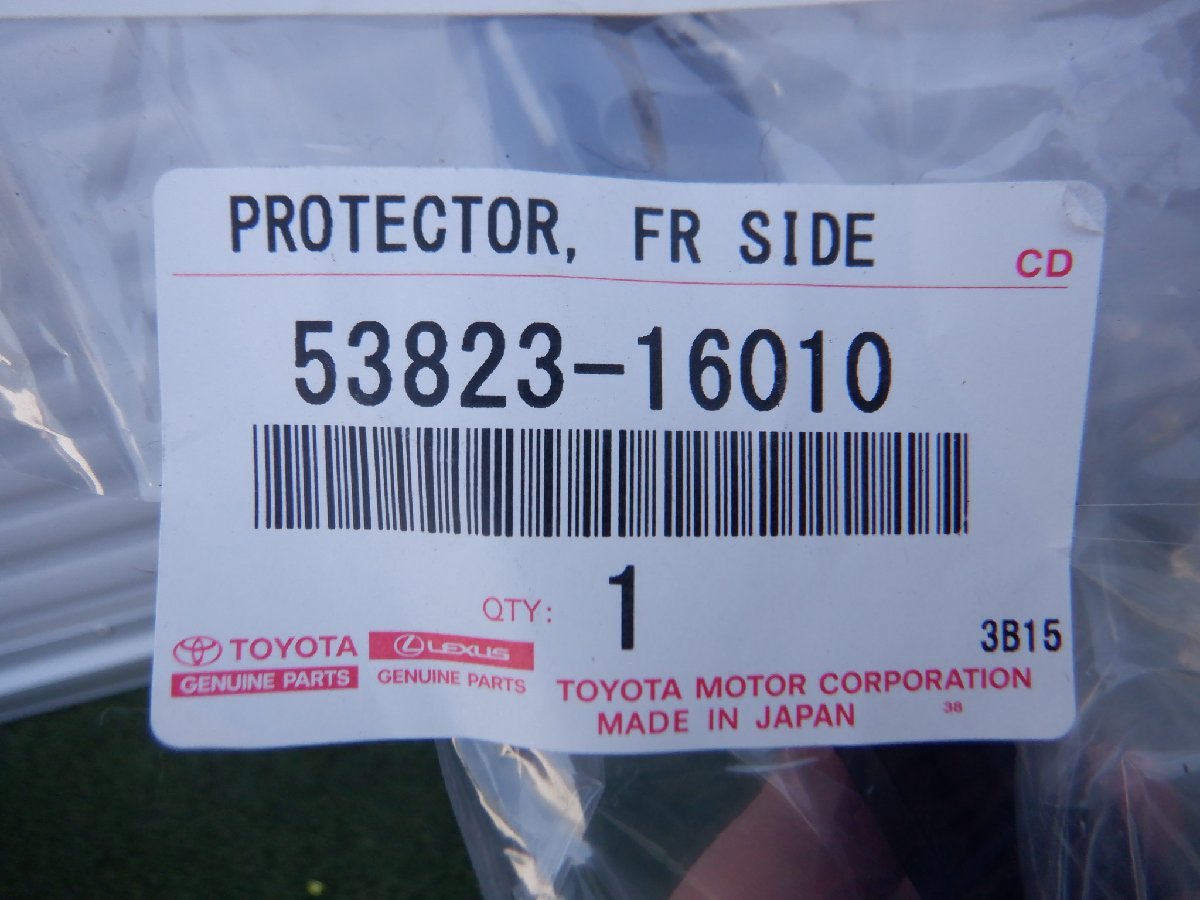 PROTECTOR, FR SIDE
CD
53823-16010
QTY: 1
3B15
TOYOTA
GENUINE PARTS
LEXUS
GENUINE PARTS
TOYOTA MOTOR CORPORATION
MADE IN JAPAN
38